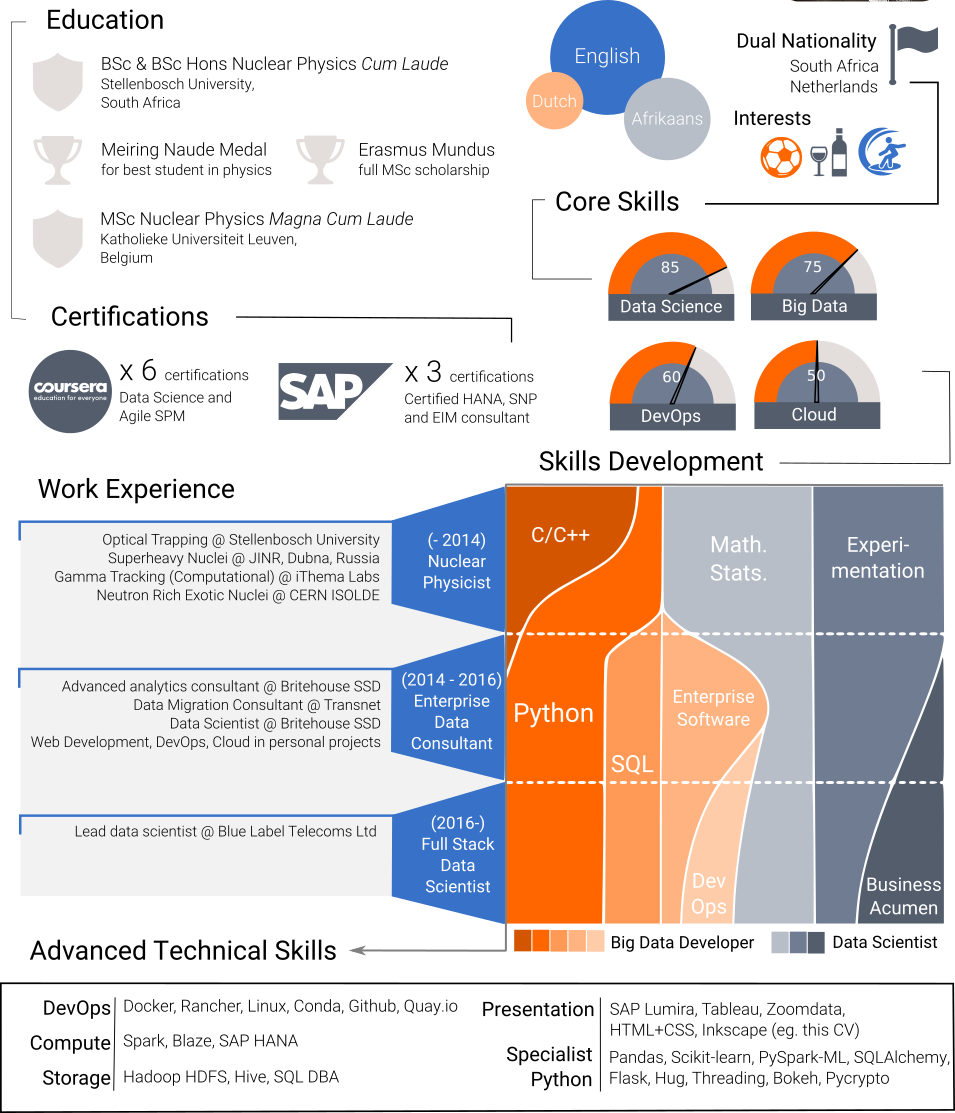 Education
BSc & BSc Hons Nuclear Physics Cum Laude
Stellenbosch University,
South Africa
Meiring Naude Medal
for best student in physics
Erasmus Mundus
full MSc scholarship
MSc Nuclear Physics Magna Cum Laude
Katholieke Universiteit Leuven,
Belgium
English
Dutch
Afrikaans
Dual Nationality
South Africa
Netherlands
Interests
Core Skills
85
Data Science
75
Big Data
60
DevOps
50
Cloud
Certifications
coursera
education for everyone
x 6 certifications
Data Science and
Agile SPM
SAP
x 3 certifications
Certified HANA, SNP
and EIM consultant
Skills Development
Work Experience
Optical Trapping @ Stellenbosch University
Superheavy Nuclei @ JINR, Dubna, Russia
Gamma Tracking (Computational) @ iThema Labs
Neutron Rich Exotic Nuclei @ CERN ISOLDE
(- 2014)
Nuclear
Physicist
Advanced analytics consultant @ Britehouse SSD
Data Migration Consultant @ Transnet
Data Scientist @ Britehouse SSD
Web Development, DevOps, Cloud in personal projects
(2014 - 2016)
Enterprise
Data
Consultant
Lead data scientist @ Blue Label Telecoms Ltd
(2016-)
Full Stack
Data
Scientist
C/C++
Math.
Stats.
Experi-
mentation
Python
SQL
Enterprise
Software
Dev
Ops
Business
Acumen
Big Data Developer
Data Scientist
Advanced Technical Skills
DevOps
Docker, Rancher, Linux, Conda, Github, Quay.io
Compute
Spark, Blaze, SAP HANA
Storage
Hadoop HDFS, Hive, SQL DBA
Presentation
SAP Lumira, Tableau, Zoomdata,
HTML+CSS, Inkscape (eg. this CV)
Specialist
Python
Pandas, Scikit-learn, PySpark-ML, SQLAlchemy,
Flask, Hug, Threading, Bokeh, Pycrypto